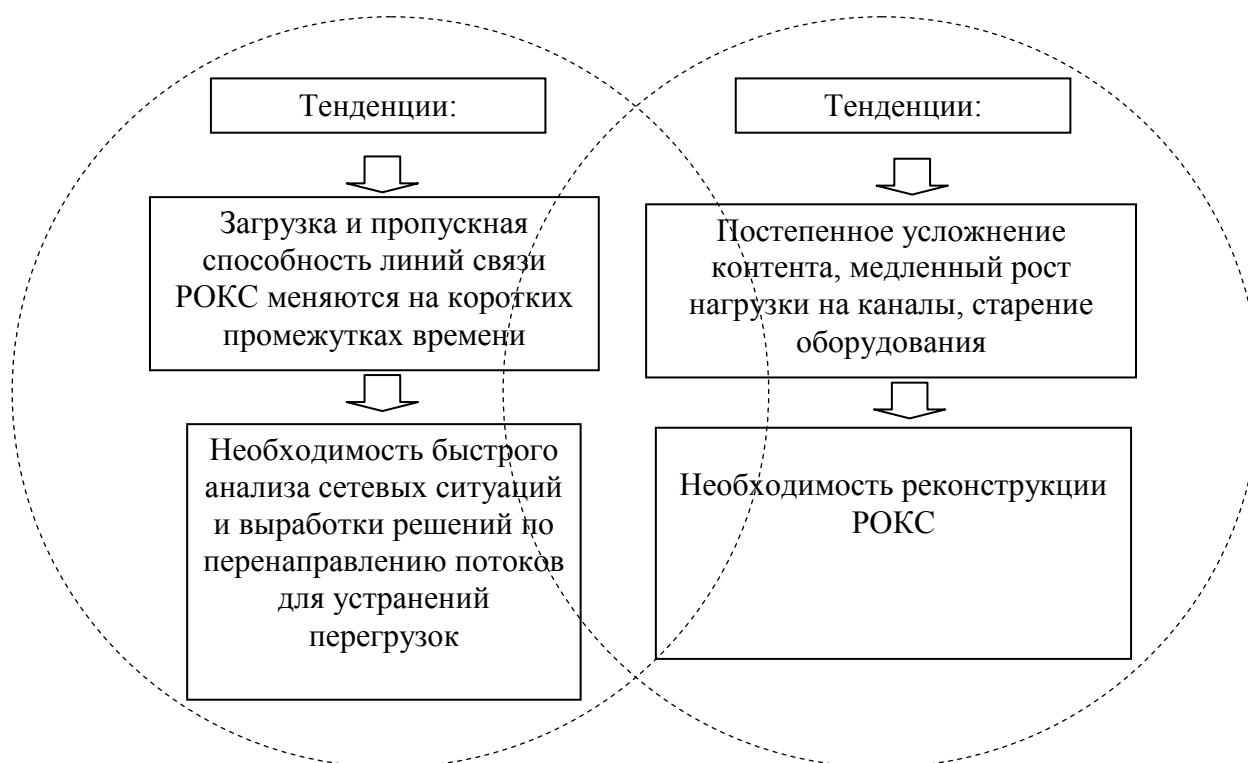 Тенденции:
Загрузка и пропускная
способность линий связи
РОКС меняются на коротких
промежутках времени
Необходимость быстрого
анализа сетевых ситуаций
и выработки решений по
перенаправлению потоков
для устранений
перегрузок
Тенденции:
Постепенное усложнение
контента, медленный рост
нагрузки на каналы, старение
оборудования
Необходимость реконструкции
РОКС